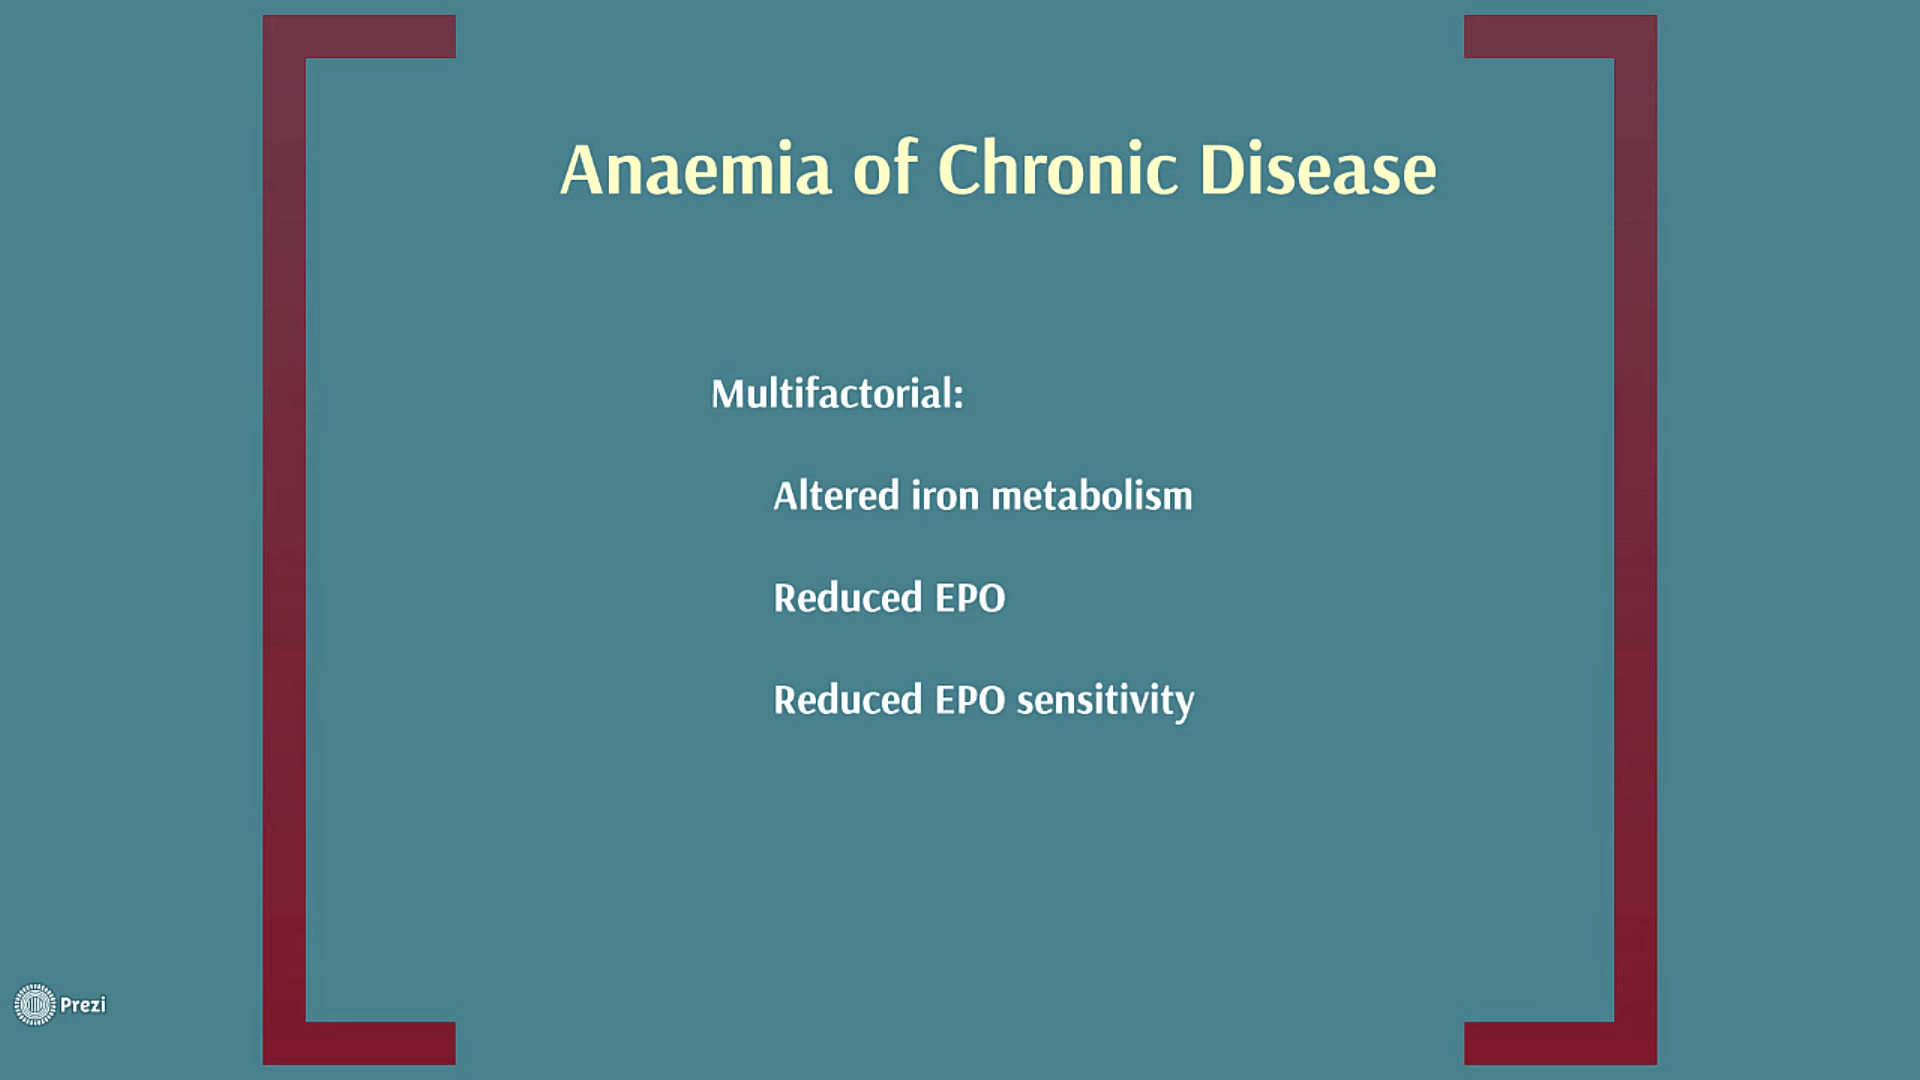 Anaemia of Chronic Disease
Multifactorial:
Altered iron metabolism
Reduced EPO
Reduced EPO sensitivity
Prezi